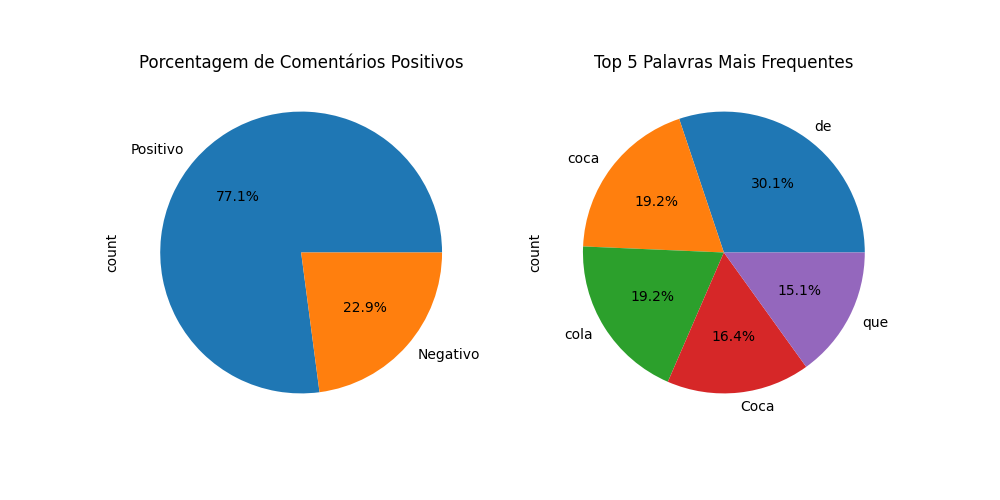 Porcentagem de Comentários Positivos
Positivo
77.1%
count
22.9%
Negativo
Top 5 Palavras Mais Frequentes
de
coca
30.1%
19.2%
count
19.2%
15.1%
cola
que
16.4%
Coca